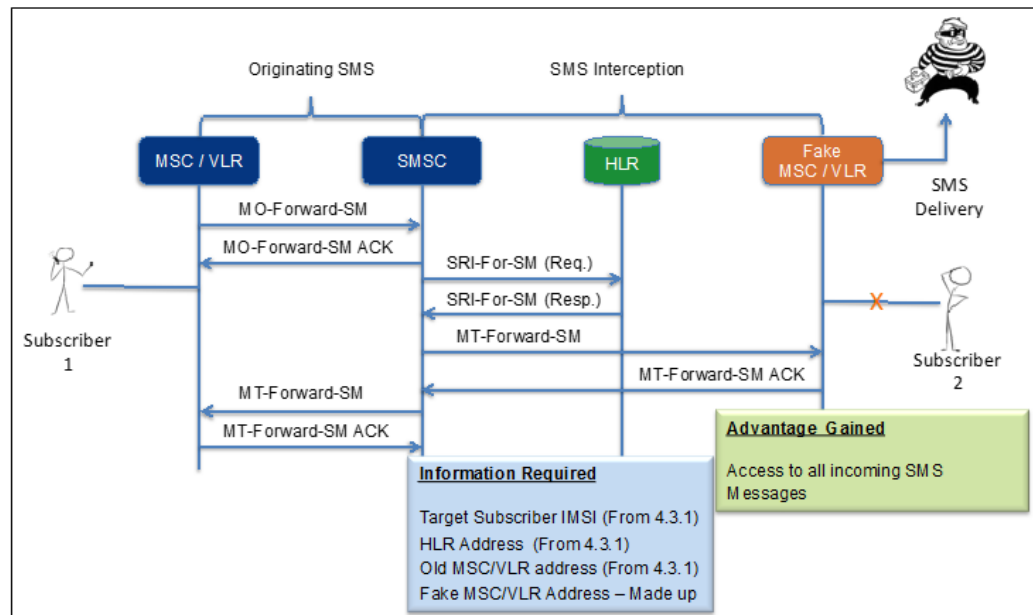 Originating SMS
SMS Interception
MSC / VLR
SMSC
HLR
Fake
MSC / VLR
SMS
Delivery
MO-Forward-SM
MO-Forward-SM ACK
SRI-For-SM (Req.)
SRI-For-SM (Resp.)
MT-Forward-SM
MT-Forward-SM ACK
MT-Forward-SM
MT-Forward-SM ACK
Subscriber
1
X
Subscriber
2
Information Required
Target Subscriber IMSI (From 4.3.1)
HLR Address (From 4.3.1)
Old MSC/VLR address (From 4.3.1)
Fake MSC/VLR Address – Made up
Advantage Gained
Access to all incoming SMS
Messages